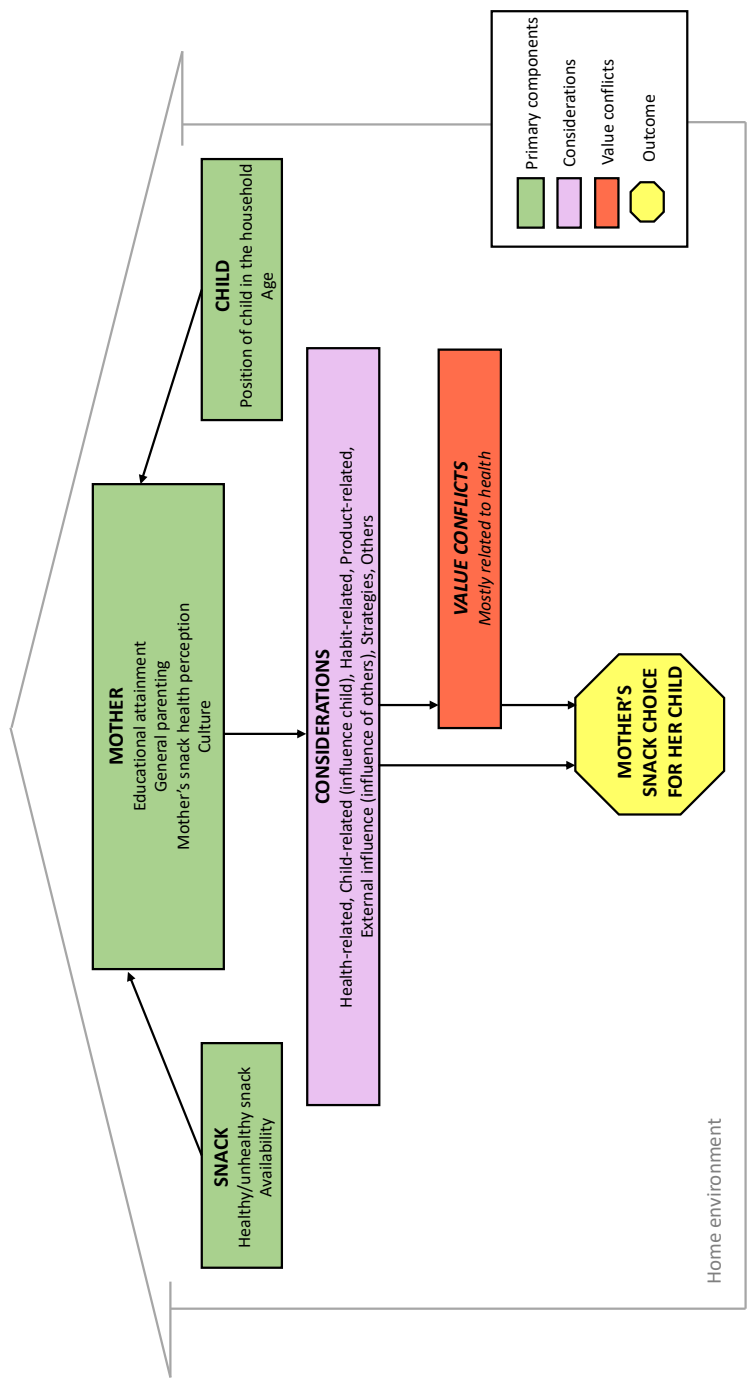 MOTHER
Educational attainment
General parenting
Mother's snack health perception
Culture
SNACK
Healthy/unhealthy snack
Availability
CHILD
Position of child in the household
Age
CONSIDERATIONS
Health-related, Child-related (influence child), Habit-related, Product-related,
External influence (influence of others), Strategies, Others
VALUE CONFLICTS
Mostly related to health
MOTHER'S
SNACK CHOICE
FOR HER CHILD
Home environment
Primary components
Considerations
Value conflicts
Outcome